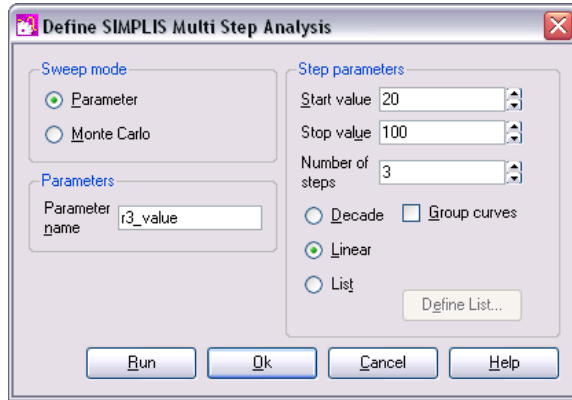 Define SIMPLIS Multi Step Analysis
Sweep mode
Parameter
Monte Carlo
Parameters
Parameter
name
r3_value
Step parameters
Start value 20
Stop value 100
Number of
steps
3
Decade
Group curves
Linear
List
Define List...
Run
Ok
Cancel
Help